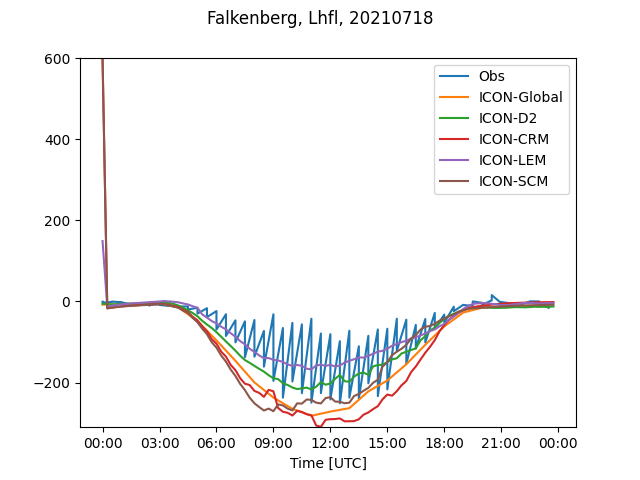 Falkenberg, Lhfl, 20210718
600
400
200
0
−200
Obs
ICON-Global
ICON-D2
ICON-CRM
ICON-LEM
ICON-SCM
00:00 03:00 06:00 09:00 12:00 15:00 18:00 21:00 00:00
Time [UTC]